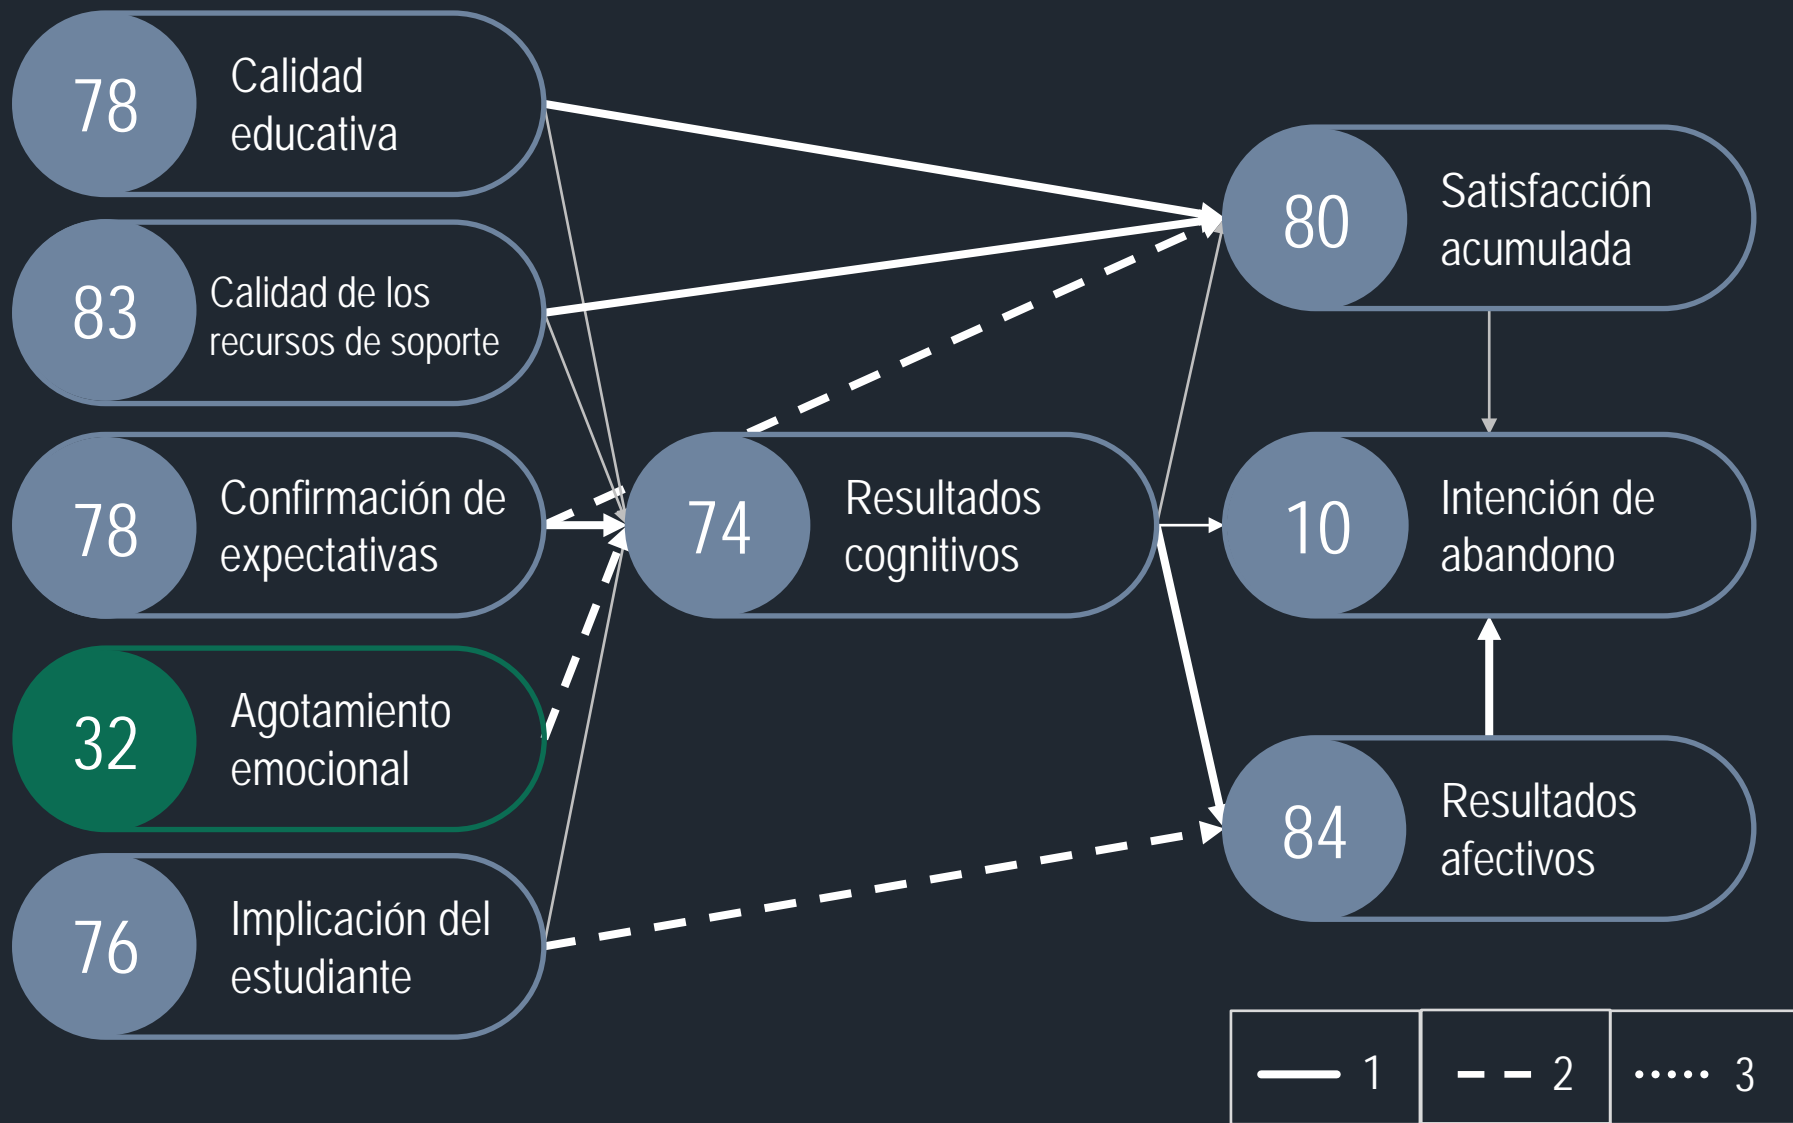 78
Calidad
educativa
83
Calidad de los
recursos de soporte
78
Confirmación de
expectativas
32
Agotamiento
emocional
76
Implicación del
estudiante
74
Resultados
cognitivos
80
Satisfacción
acumulada
10
Intención de
abandono
84
Resultados
afectivos
1
2
3